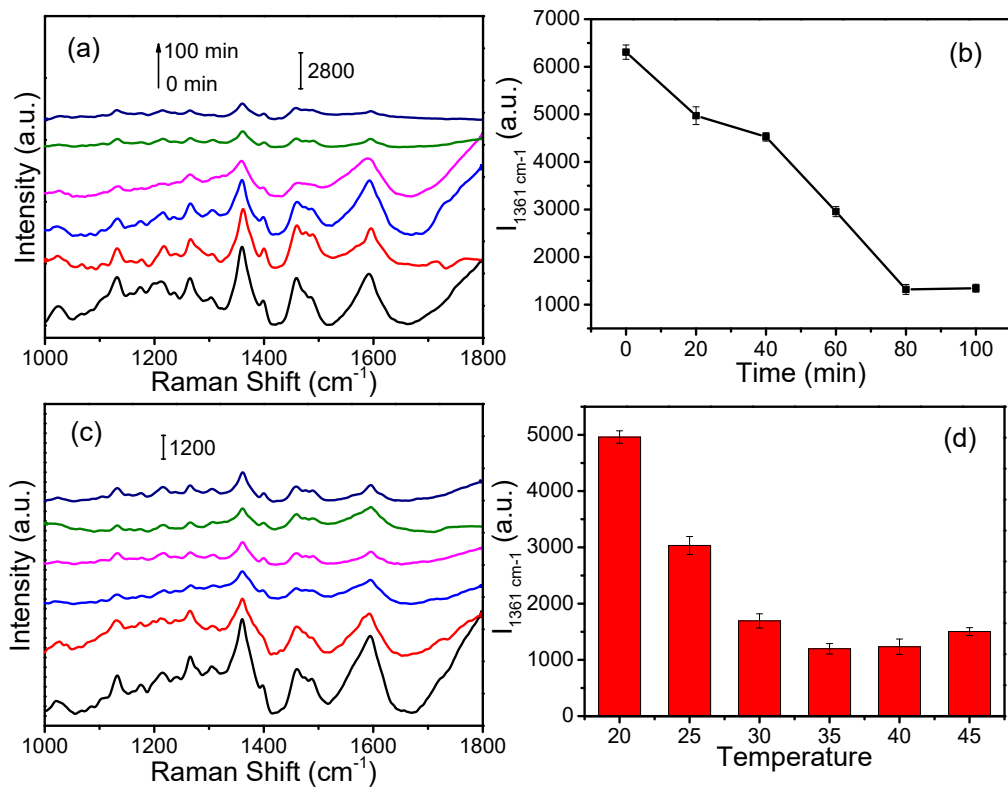 (a)
100 min
0 min
2800
Intensity (a.u.)
1000 1200 1400 1600 1800
Raman Shift (cm⁻¹)
(b)
7000
6000
5000
4000
3000
2000
1000
I1361 cm-1 (a.u.)
0 20 40 60 80 100
Time (min)
(c)
1200
Intensity (a.u.)
1000 1200 1400 1600 1800
Raman Shift (cm⁻¹)
(d)
5000
4000
3000
2000
1000
0
I1361 cm-1 (a.u.)
20 25 30 35 40 45
Temperature